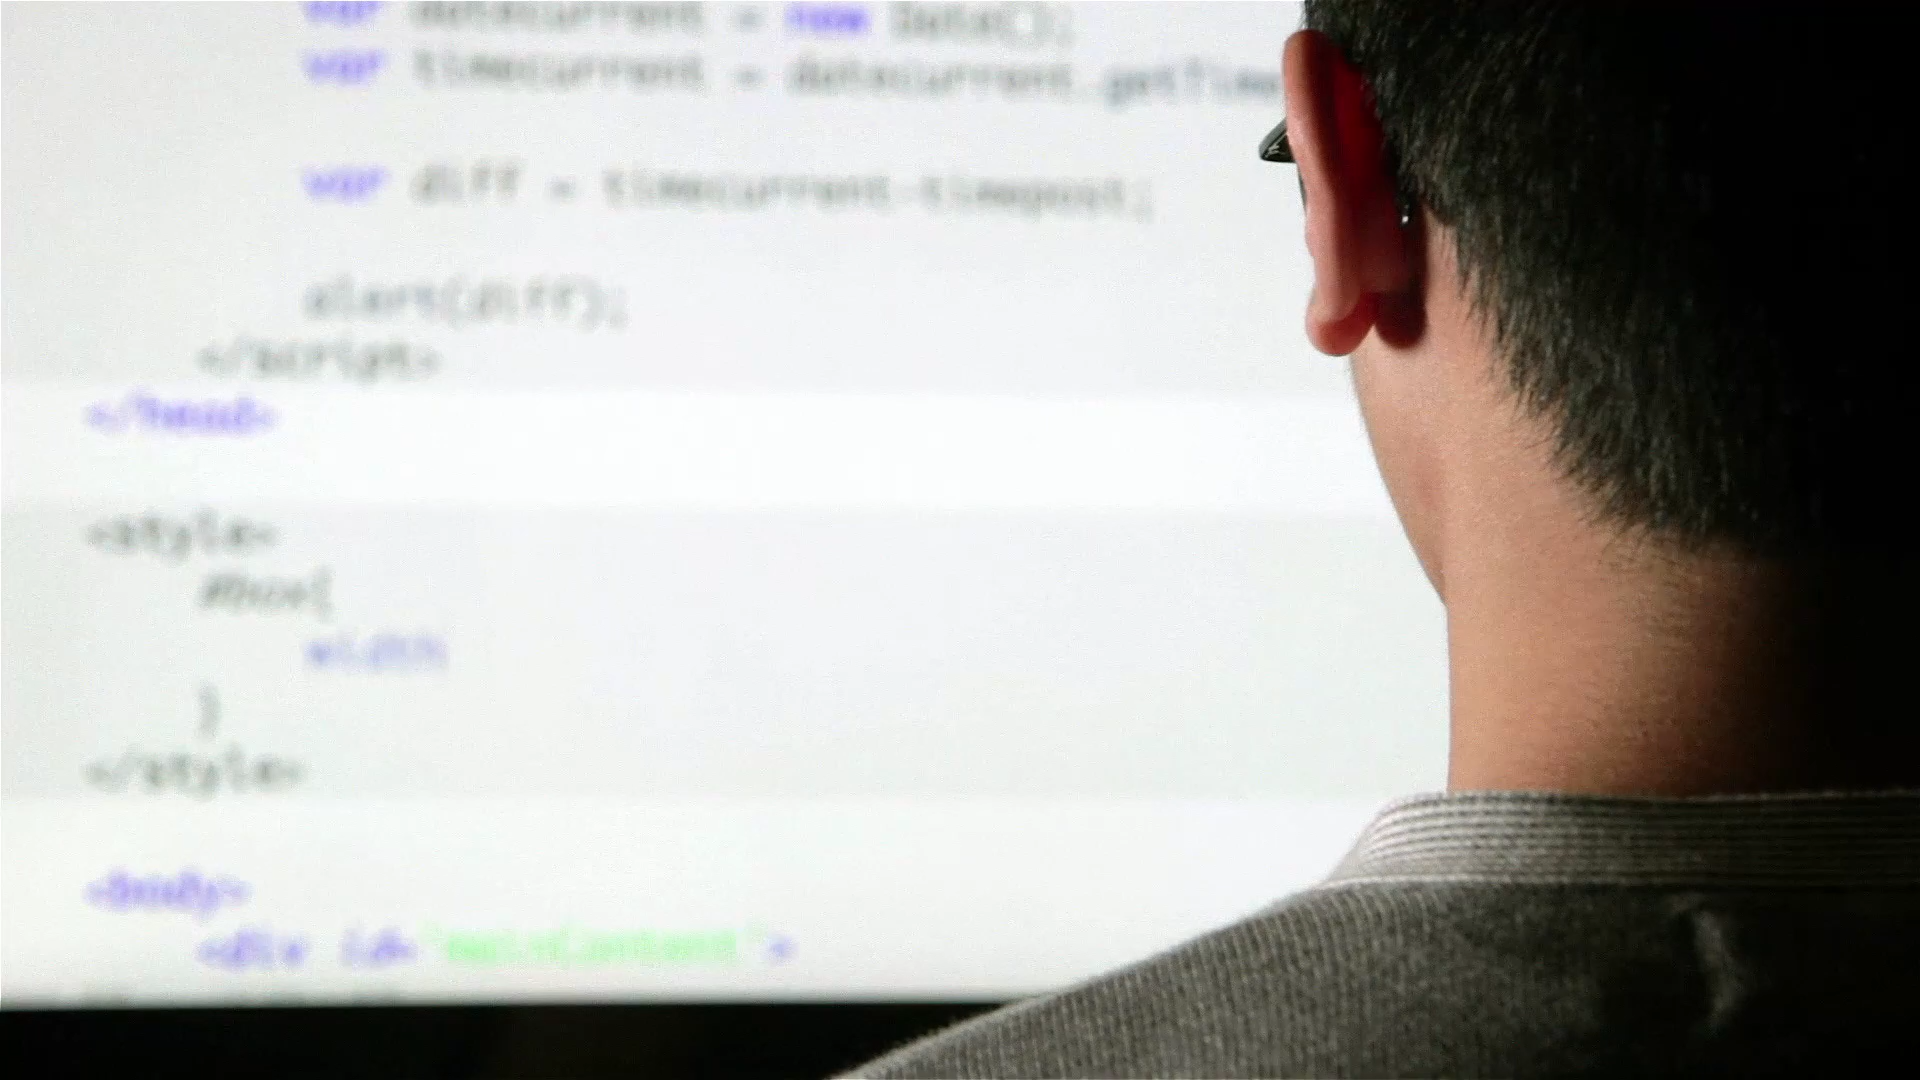 var datecurrent = new Date();
var timecurrent = datecurrent.getTime
var diff = timecurrent-timepost;
alert(diff);
</script>
</head>
<style>
#box{
width
}
</style>
<body>
<div id='mainContent'>